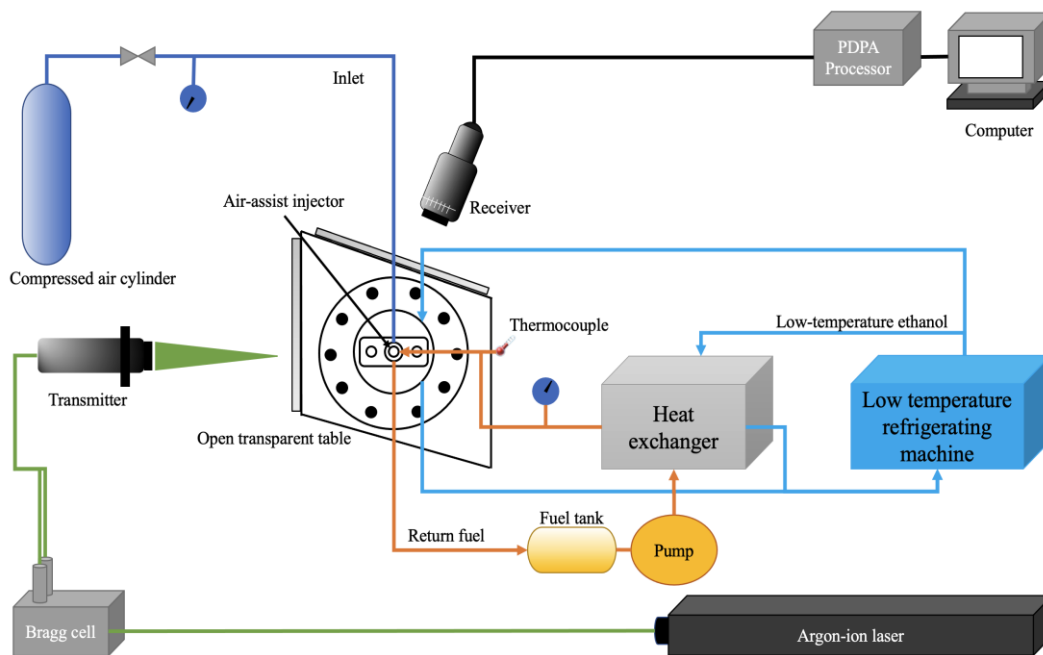 PDPA
Processor
Inlet
Computer
Air-assist injector
Receiver
Compressed air cylinder
Thermocouple
Low-temperature ethanol
Transmitter
Heat
exchanger
Low temperature
refrigerating
machine
Open transparent table
Fuel tank
Return fuel
Pump
Bragg cell
Argon-ion laser